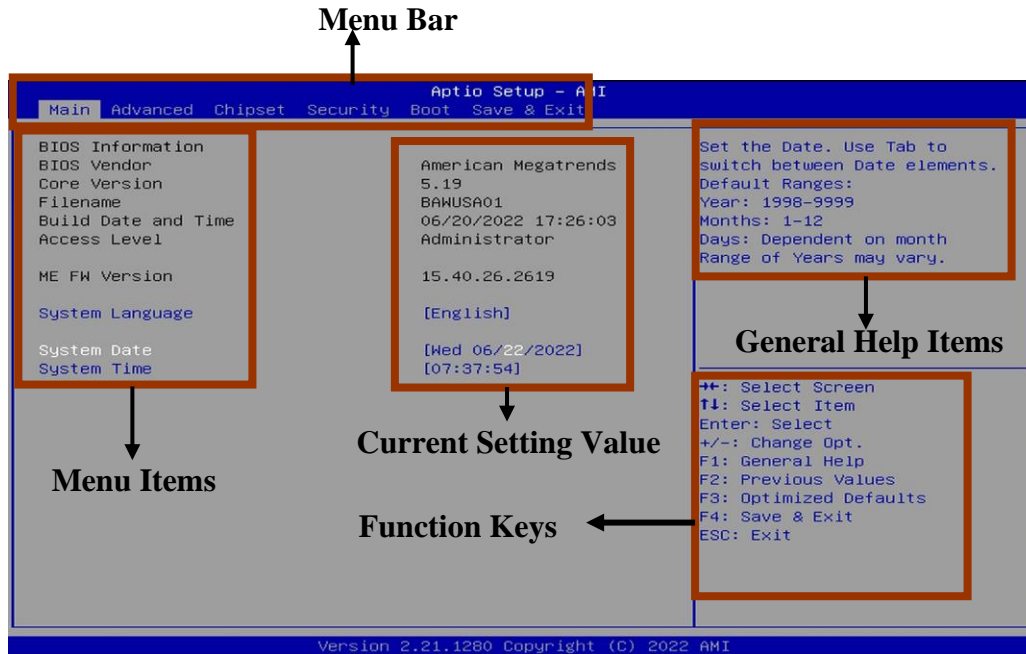 Menu Bar
Aptio Setup – AMI
Main Advanced Chipset Security Boot Save & Exit
BIOS Information
BIOS Vendor American Megatrends
Core Version 5.19
Filename BAWUSA01
Build Date and Time 06/20/2022 17:26:03
Access Level Administrator
ME FW Version 15.40.26.2619
System Language [English]
System Date [Wed 06/22/2022]
System Time [07:37:54]
Set the Date. Use Tab to
switch between Date elements.
Default Ranges:
Year: 1998-9999
Months: 1-12
Days: Dependent on month
Range of Years may vary.
General Help Items
→←: Select Screen
↑↓: Select Item
Enter: Select
+/-: Change Opt.
F1: General Help
F2: Previous Values
F3: Optimized Defaults
F4: Save & Exit
ESC: Exit
Current Setting Value
Menu Items
Function Keys
Version 2.21.1280 Copyright (C) 2022 AMI